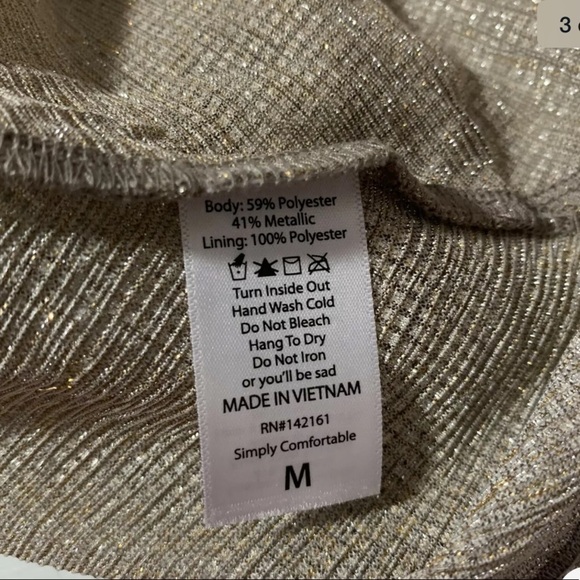 3
Body: 59% Polyester
41% Metallic
Lining: 100% Polyester
Turn Inside Out
Hand Wash Cold
Do Not Bleach
Hang To Dry
Do Not Iron
or you'll be sad
MADE IN VIETNAM
RN#142161
Simply Comfortable
M